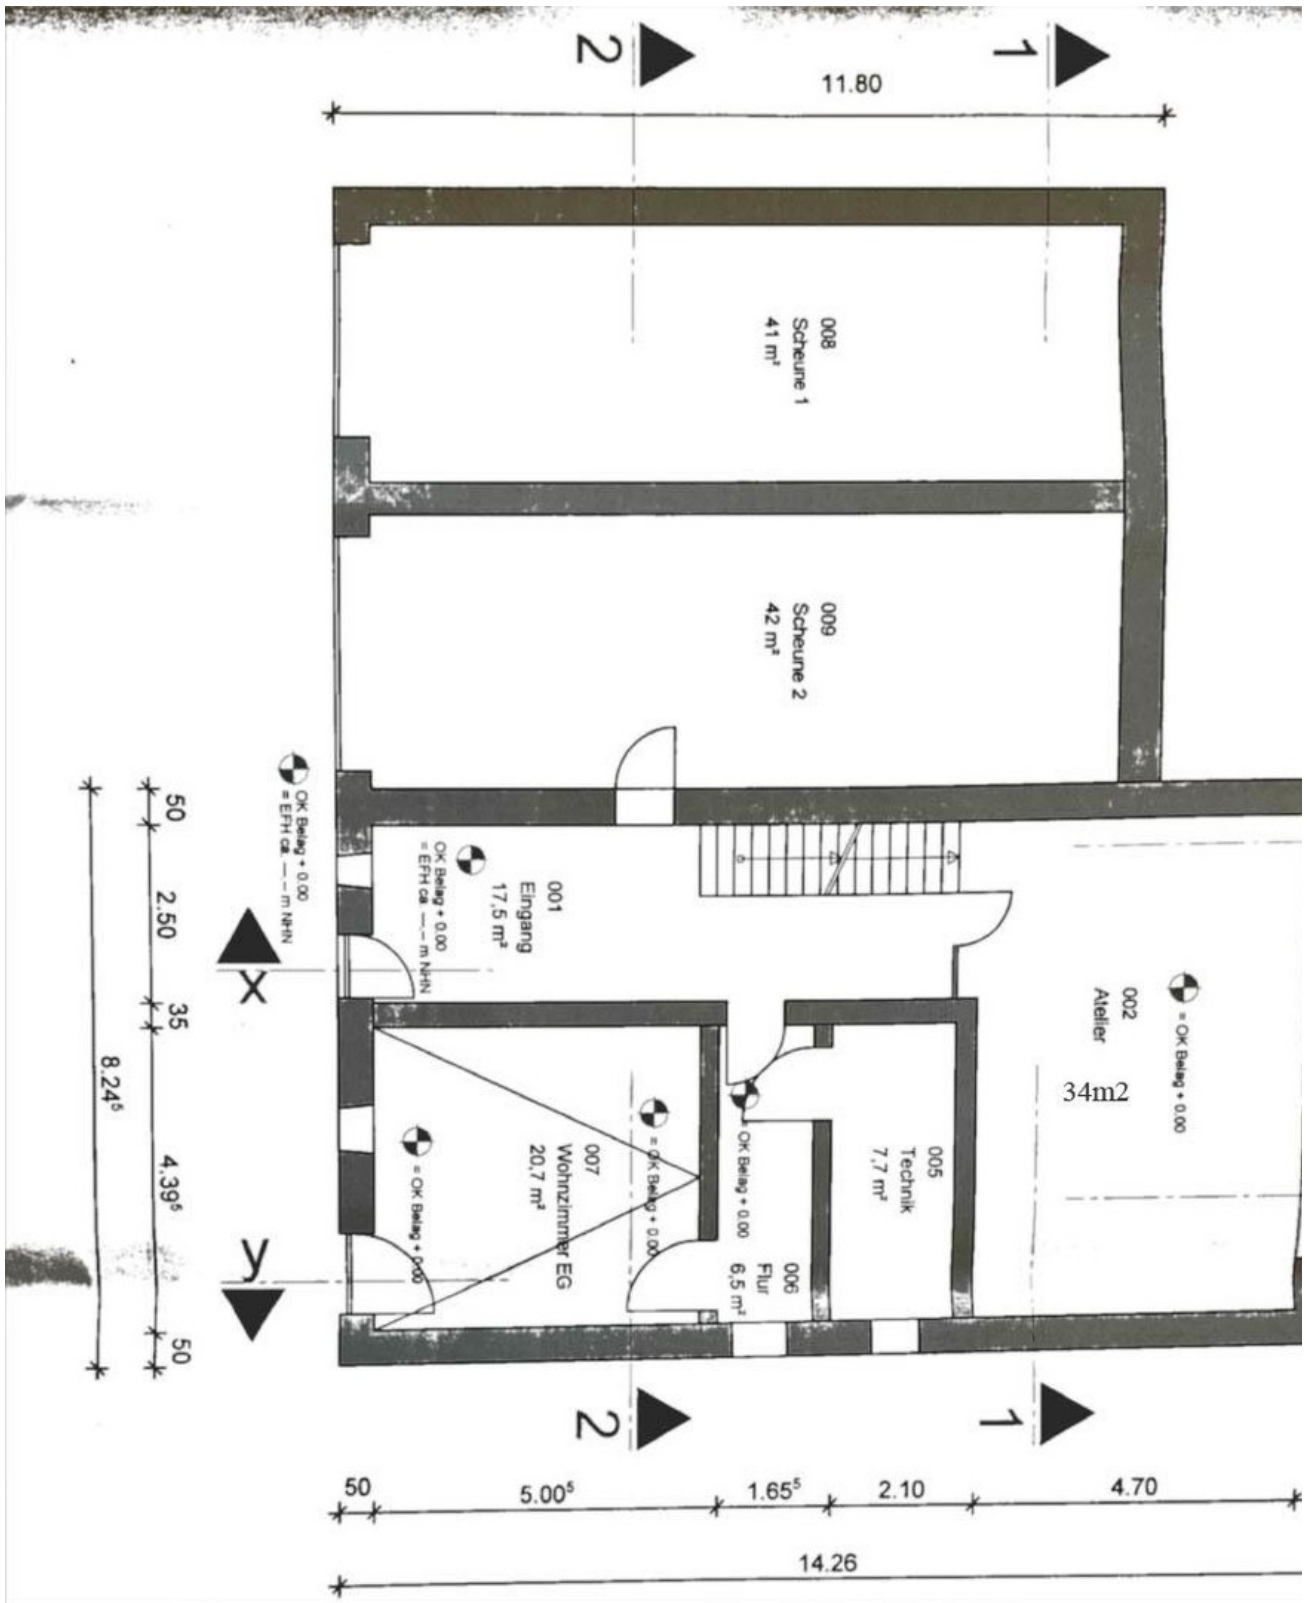 2
1
11.80
008
Scheune 1
41 m²
009
Scheune 2
42 m²
OK Belag + 0.00
= EFH ca. —.– m NHN
OK Belag + 0.00
= EFH ca. —.– m NHN
001
Eingang
17,5 m²
002
Atelier
34m2
= OK Belag + 0.00
005
Technik
7,7 m²
006
Flur
6,5 m²
= OK Belag + 0.00
007
Wohnzimmer EG
20,7 m²
= OK Belag + 0.00
= OK Belag + 0.00
x
y
50
2.50
35
4.39⁵
50
8.24⁵
2
1
50
5.00⁵
1.65⁵
2.10
4.70
14.26